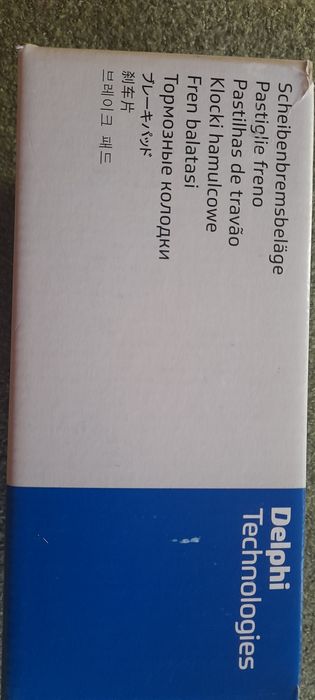 Scheibenbremsbeläge
Pastiglie freno
Pastilhas de travão
Klocki hamulcowe
Fren balatasi
Тормозные колодки
ブレーキパッド
刹车片
브레이크 패드
Delphi
Technologies